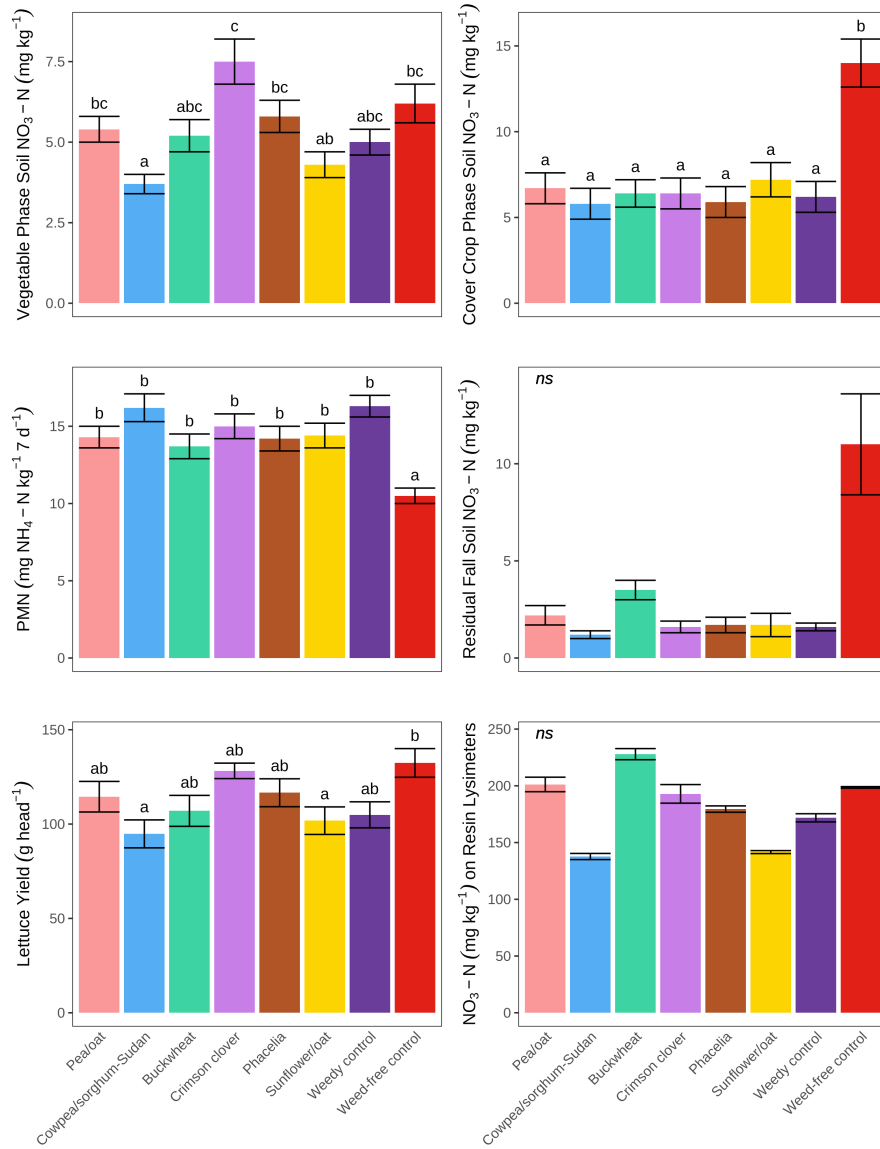 Vegetable Phase Soil NO₃ − N (mg kg⁻¹)
7.5
5.0
2.5
0.0
bc
a
abc
c
bc
ab
abc
bc
Cover Crop Phase Soil NO₃ − N (mg kg⁻¹)
15
10
5
0
a
a
a
a
a
a
a
b
PMN (mg NH₄ − N kg⁻¹ 7 d⁻¹)
15
10
5
0
b
b
b
b
b
b
b
a
Residual Fall Soil NO₃ − N (mg kg⁻¹)
10
5
0
ns
Lettuce Yield (g head⁻¹)
150
100
50
0
ab
a
ab
ab
ab
a
ab
b
Pea/oat
Cowpea/sorghum-Sudan
Buckwheat
Crimson clover
Phacelia
Sunflower/oat
Weedy control
Weed-free control
NO₃ − N (mg kg⁻¹) on Resin Lysimeters
250
200
150
100
50
0
ns
Pea/oat
Cowpea/sorghum-Sudan
Buckwheat
Crimson clover
Phacelia
Sunflower/oat
Weedy control
Weed-free control